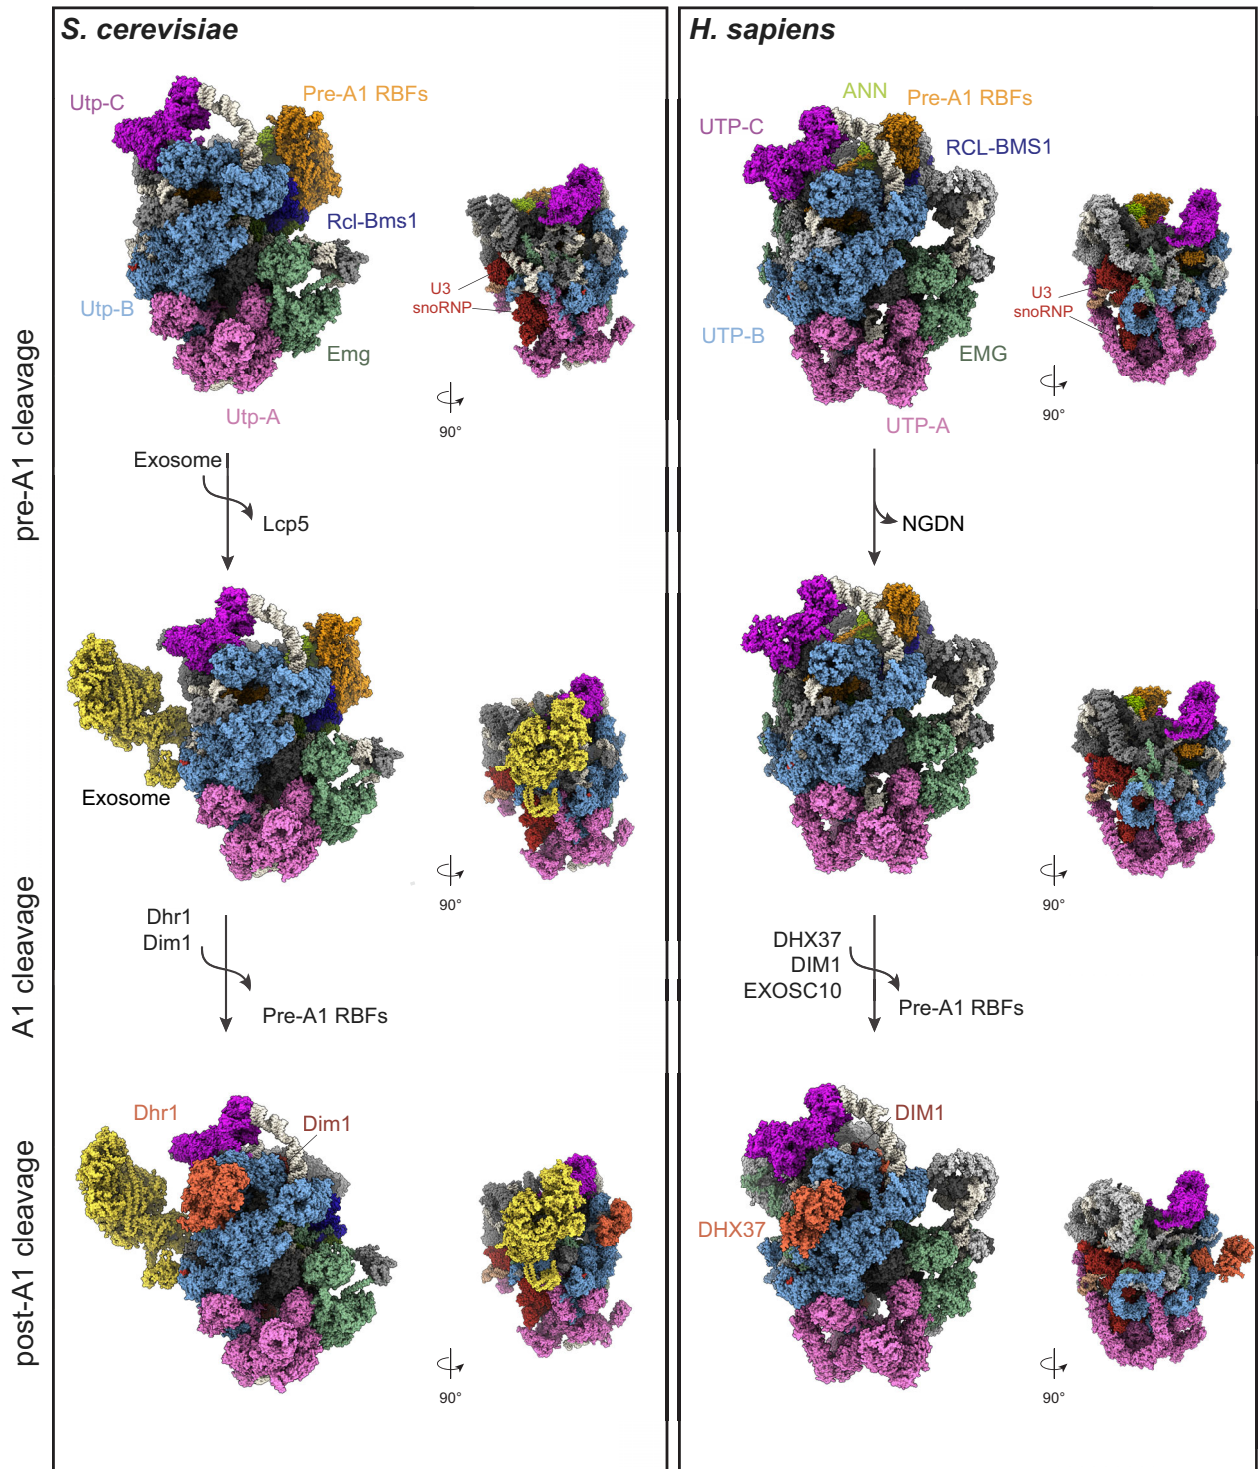 S. cerevisiae
Utp-C
Pre-A1 RBFs
Rcl-Bms1
U3
snoRNP
Utp-B
Emg
Utp-A
90°
pre-A1 cleavage
Exosome
Lcp5
Exosome
90°
A1 cleavage
Dhr1
Dim1
Pre-A1 RBFs
Dhr1
Dim1
post-A1 cleavage
90°
H. sapiens
ANN
Pre-A1 RBFs
UTP-C
RCL-BMS1
U3
snoRNP
UTP-B
EMG
UTP-A
90°
NGDN
90°
DHX37
DIM1
EXOSC10
Pre-A1 RBFs
DIM1
DHX37
90°